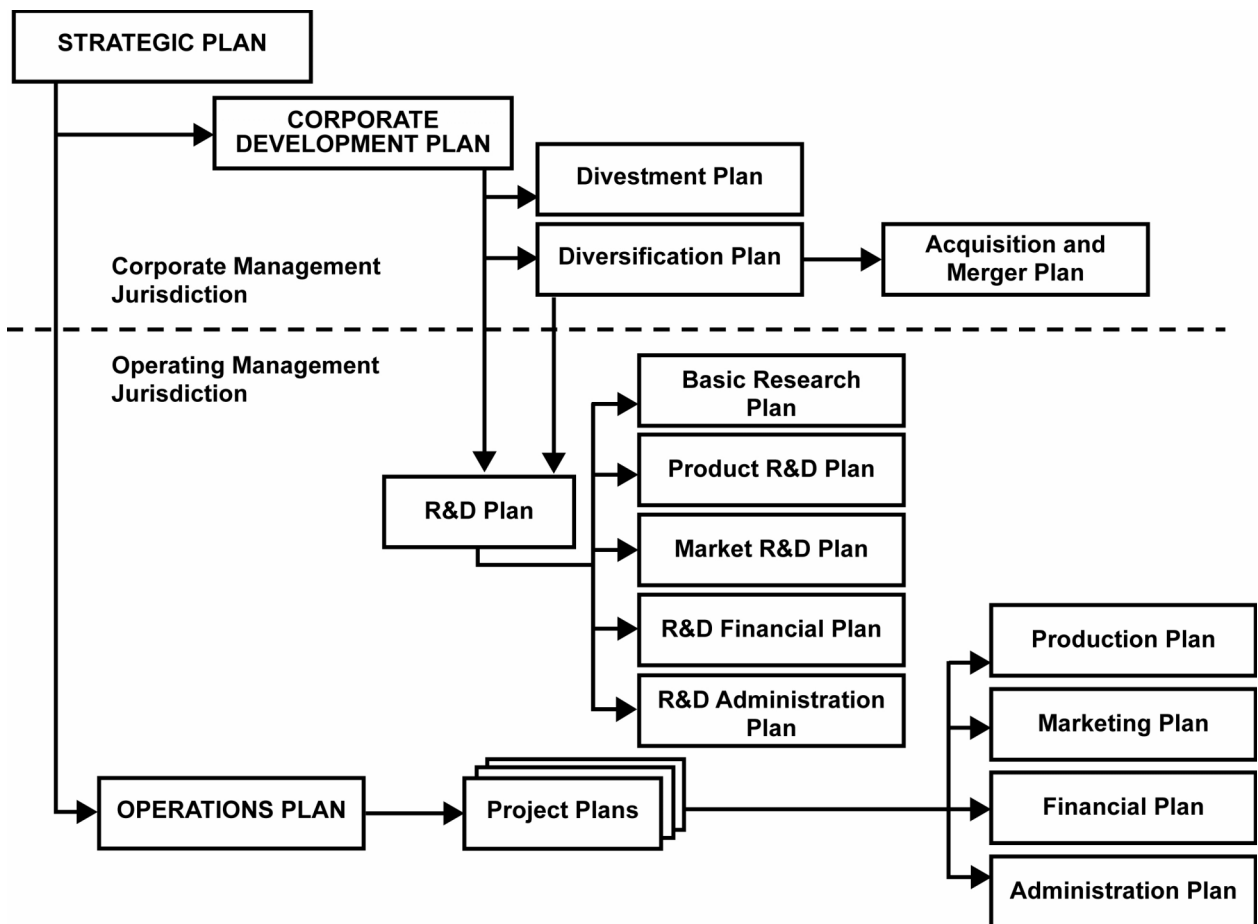 STRATEGIC PLAN
CORPORATE
DEVELOPMENT PLAN
Divestment Plan
Diversification Plan
Acquisition and
Merger Plan
Corporate Management
Jurisdiction
Operating Management
Jurisdiction
Basic Research
Plan
Product R&D Plan
R&D Plan
Market R&D Plan
R&D Financial Plan
R&D Administration
Plan
Production Plan
Marketing Plan
OPERATIONS PLAN
Project Plans
Financial Plan
Administration Plan